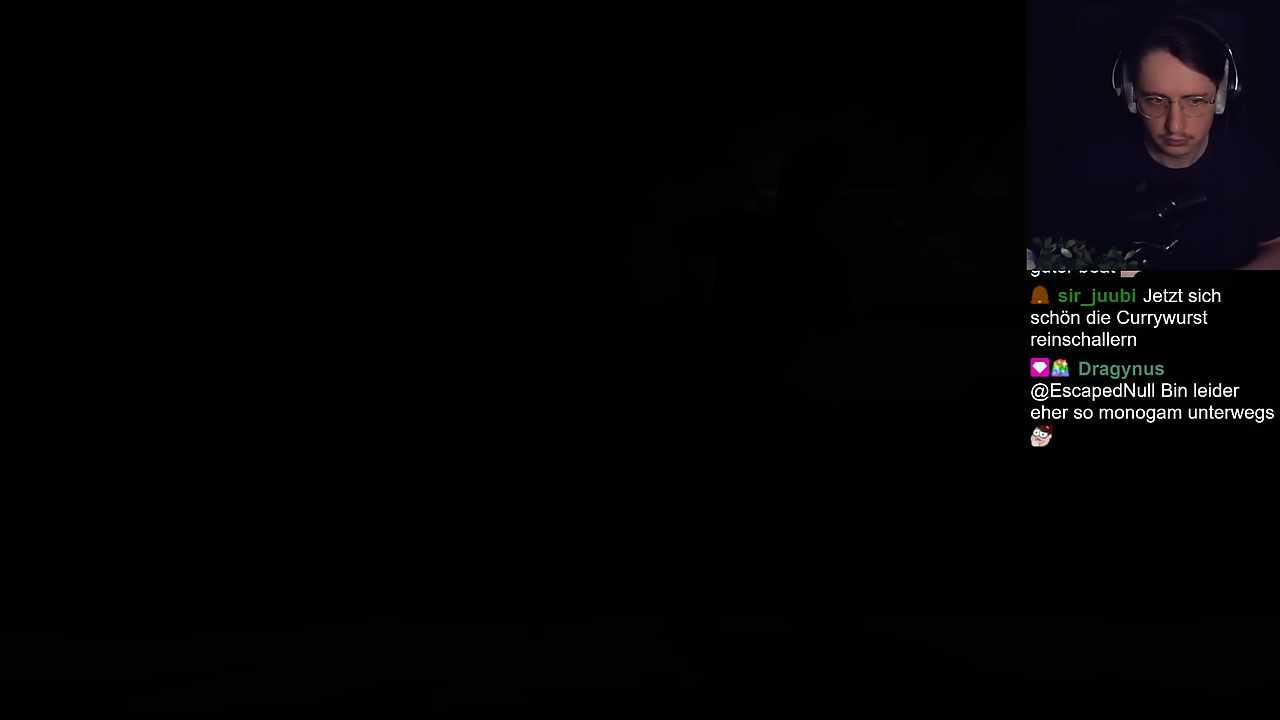 sir_juubi Jetzt sich
schön die Currywurst
reinschallern
Dragynus
@EscapedNull Bin leider
eher so monogam unterwegs